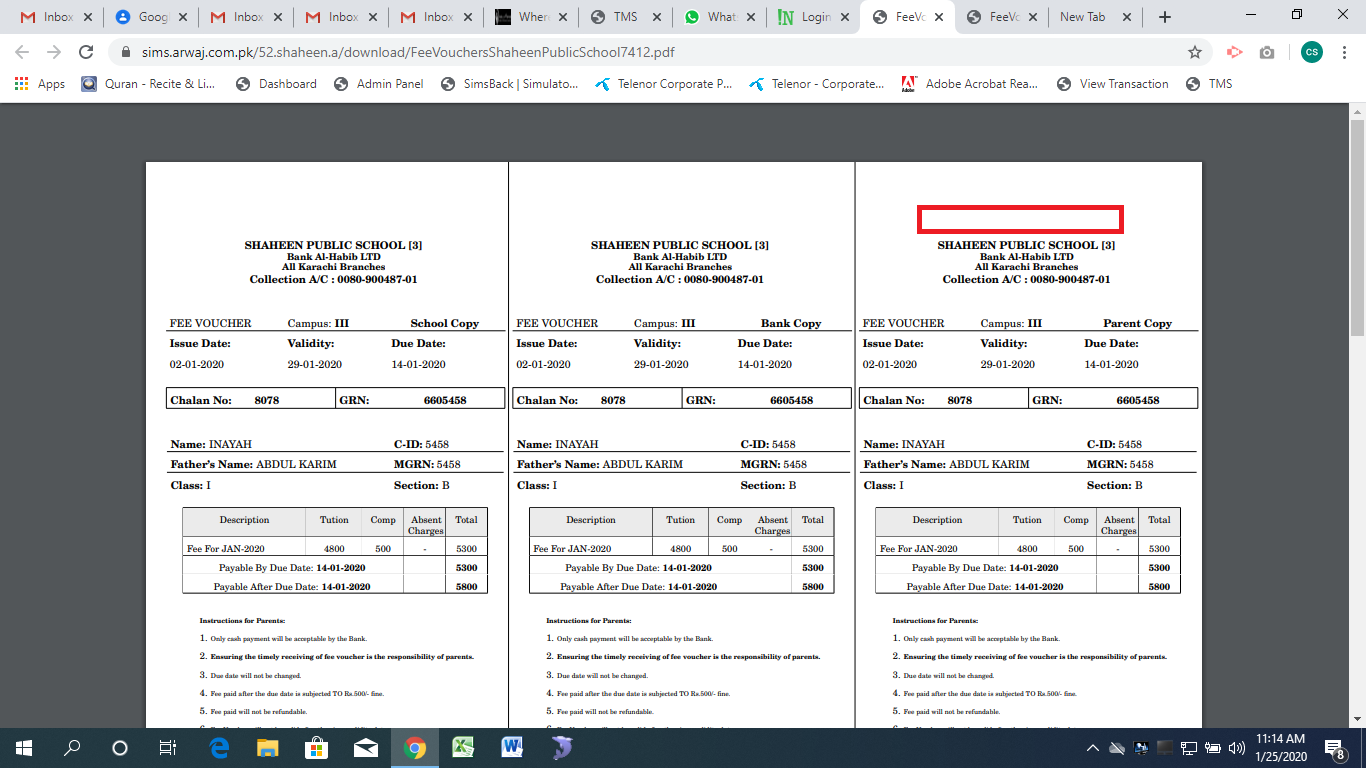 Inbox
Googl
Inbox
Inbox
Inbox
Wher
TMS
What
Login
FeeVc
FeeVc
New Tab
sims.arwaj.com.pk/52.shaheen.a/download/FeeVouchersShaheenPublicSchool7412.pdf
CS
Apps Quran - Recite & Li... Dashboard Admin Panel SimsBack | Simulato... Telenor Corporate P... Telenor - Corporate... Adobe Acrobat Rea... View Transaction TMS
SHAHEEN PUBLIC SCHOOL [3]
Bank Al-Habib LTD
All Karachi Branches
Collection A/C : 0080-900487-01
FEE VOUCHER Campus: III School Copy
Issue Date: Validity: Due Date:
02-01-2020 29-01-2020 14-01-2020
Chalan No: 8078 GRN: 6605458
Name: INAYAH C-ID: 5458
Father's Name: ABDUL KARIM MGRN: 5458
Class: I Section: B
Description Tution Comp Absent Charges Total
Fee For JAN-2020 4800 500 - 5300
Payable By Due Date: 14-01-2020 5300
Payable After Due Date: 14-01-2020 5800
Instructions for Parents:
1. Only cash payment will be acceptable by the Bank.
2. Ensuring the timely receiving of fee voucher is the responsibility of parents.
3. Due date will not be changed.
4. Fee paid after the due date is subjected TO Rs.500/- fine.
5. Fee paid will not be refundable.
SHAHEEN PUBLIC SCHOOL [3]
Bank Al-Habib LTD
All Karachi Branches
Collection A/C : 0080-900487-01
FEE VOUCHER Campus: III Bank Copy
Issue Date: Validity: Due Date:
02-01-2020 29-01-2020 14-01-2020
Chalan No: 8078 GRN: 6605458
Name: INAYAH C-ID: 5458
Father's Name: ABDUL KARIM MGRN: 5458
Class: I Section: B
Description Tution Comp Absent Charges Total
Fee For JAN-2020 4800 500 - 5300
Payable By Due Date: 14-01-2020 5300
Payable After Due Date: 14-01-2020 5800
Instructions for Parents:
1. Only cash payment will be acceptable by the Bank.
2. Ensuring the timely receiving of fee voucher is the responsibility of parents.
3. Due date will not be changed.
4. Fee paid after the due date is subjected TO Rs.500/- fine.
5. Fee paid will not be refundable.
SHAHEEN PUBLIC SCHOOL [3]
Bank Al-Habib LTD
All Karachi Branches
Collection A/C : 0080-900487-01
FEE VOUCHER Campus: III Parent Copy
Issue Date: Validity: Due Date:
02-01-2020 29-01-2020 14-01-2020
Chalan No: 8078 GRN: 6605458
Name: INAYAH C-ID: 5458
Father's Name: ABDUL KARIM MGRN: 5458
Class: I Section: B
Description Tution Comp Absent Charges Total
Fee For JAN-2020 4800 500 - 5300
Payable By Due Date: 14-01-2020 5300
Payable After Due Date: 14-01-2020 5800
Instructions for Parents:
1. Only cash payment will be acceptable by the Bank.
2. Ensuring the timely receiving of fee voucher is the responsibility of parents.
3. Due date will not be changed.
4. Fee paid after the due date is subjected TO Rs.500/- fine.
5. Fee paid will not be refundable.
11:14 AM
1/25/2020
8